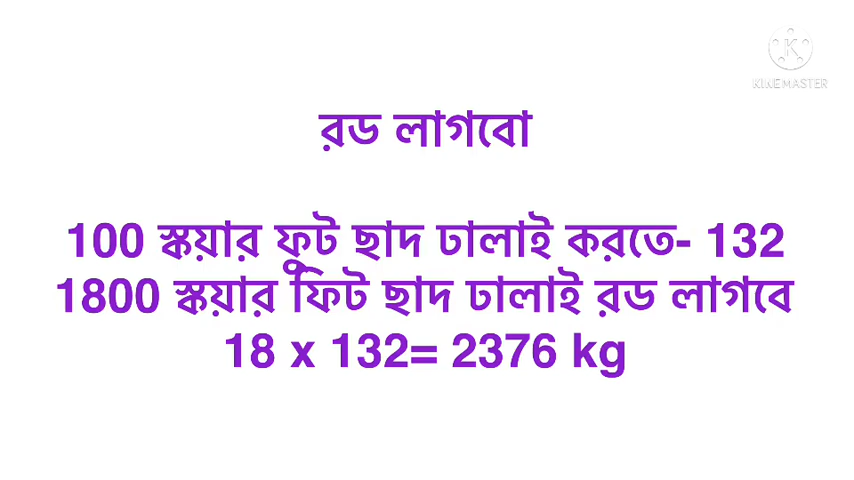 K
KINEMASTER
রড লাগবো
100 স্কয়ার ফুট ছাদ ঢালাই করতে- 132
1800 স্কয়ার ফিট ছাদ ঢালাই রড লাগবে
18 x 132= 2376 kg